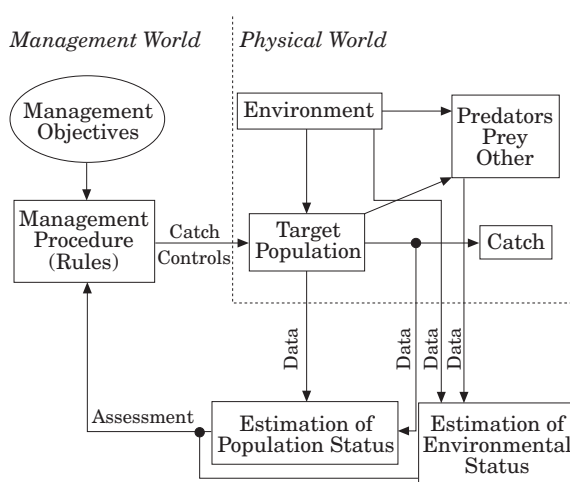 Management World
Physical World
Management
Objectives
Environment
Predators
Prey
Other
Management
Procedure
(Rules)
Catch
Controls
Target
Population
Catch
Data
Data
Data
Data
Assessment
Estimation of
Population Status
Estimation of
Environmental
Status